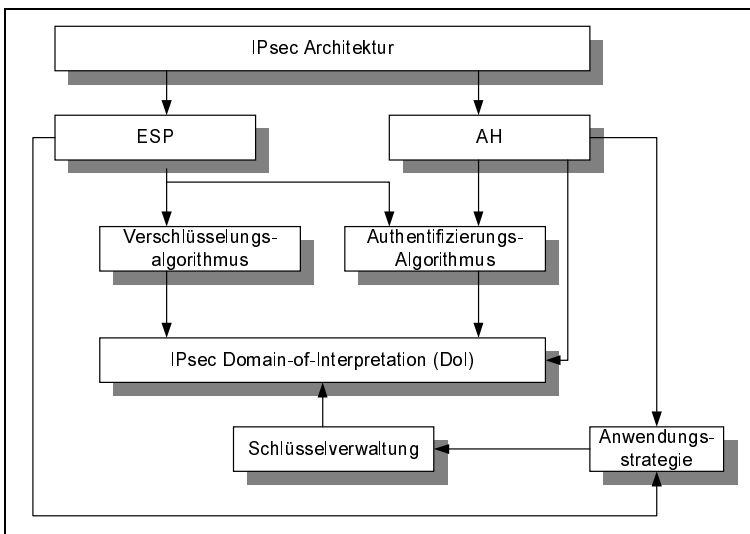 IPsec Architektur
ESP
AH
Verschlüsselungs-
algorithmus
Authentifizierungs-
Algorithmus
IPsec Domain-of-Interpretation (DoI)
Schlüsselverwaltung
Anwendungs-
strategie